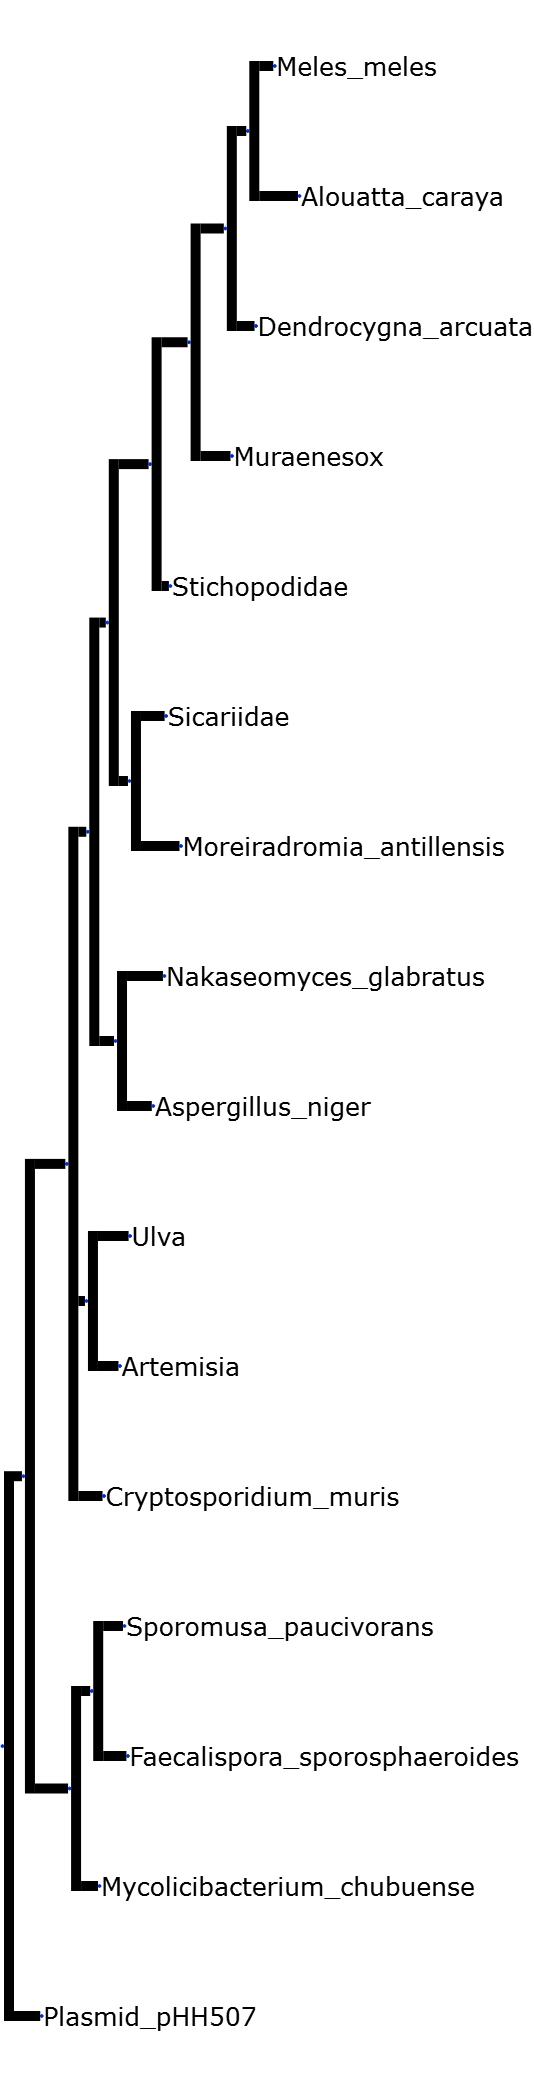 Meles_meles
Alouatta_caraya
Dendrocygna_arcuata
Muraenesox
Stichopodidae
Sicariidae
Moreiradromia_antillensis
Nakaseomyces_glabratus
Aspergillus_niger
Ulva
Artemisia
Cryptosporidium_muris
Sporomusa_paucivorans
Faecalispora_sporosphaeroides
Mycolicibacterium_chubuense
Plasmid_pHH507